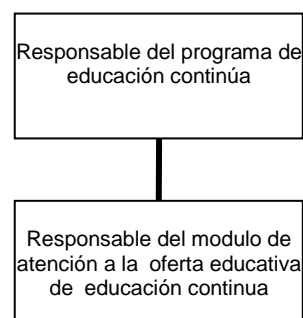 Responsable del programa de
educación continúa
Responsable del modulo de
atención a la oferta educativa
de educación continua